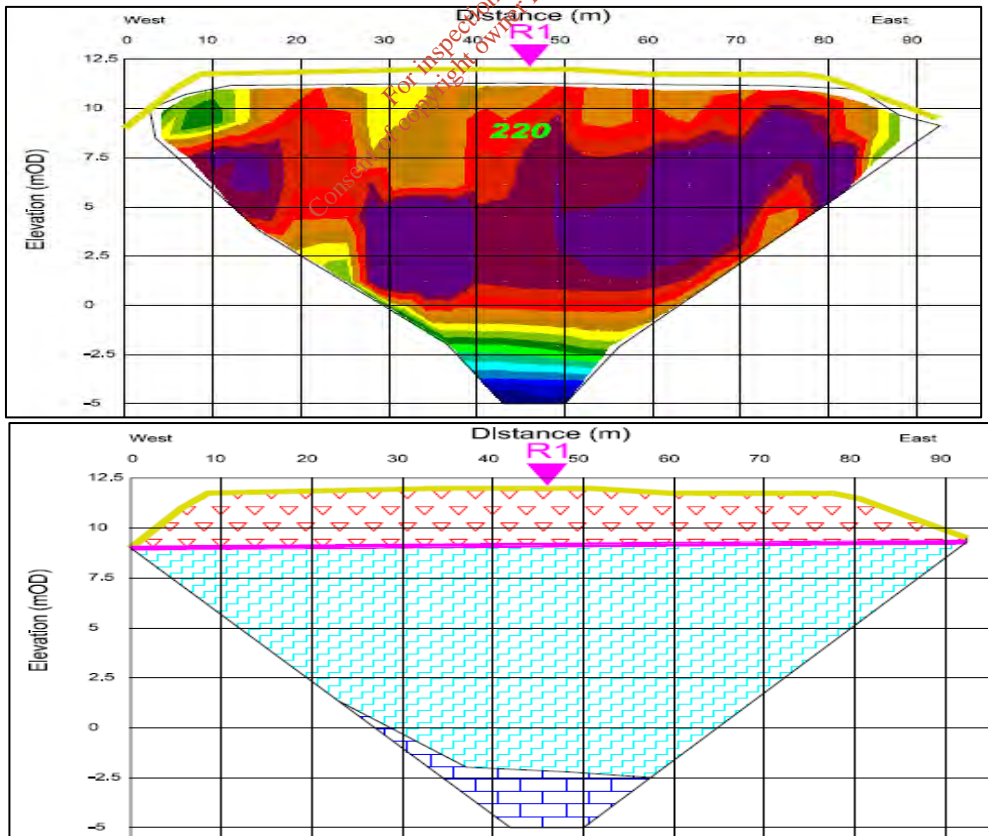 West Distance (m) East
R1
0 10 20 30 40 50 60 70 80 90
12.5
10
7.5
5
2.5
0
-2.5
-5
Elevation (mOD)
220
For inspection
Consent of copyright owner
West Distance (m) East
R1
0 10 20 30 40 50 60 70 80 90
12.5
10
7.5
5
2.5
0
-2.5
-5
Elevation (mOD)